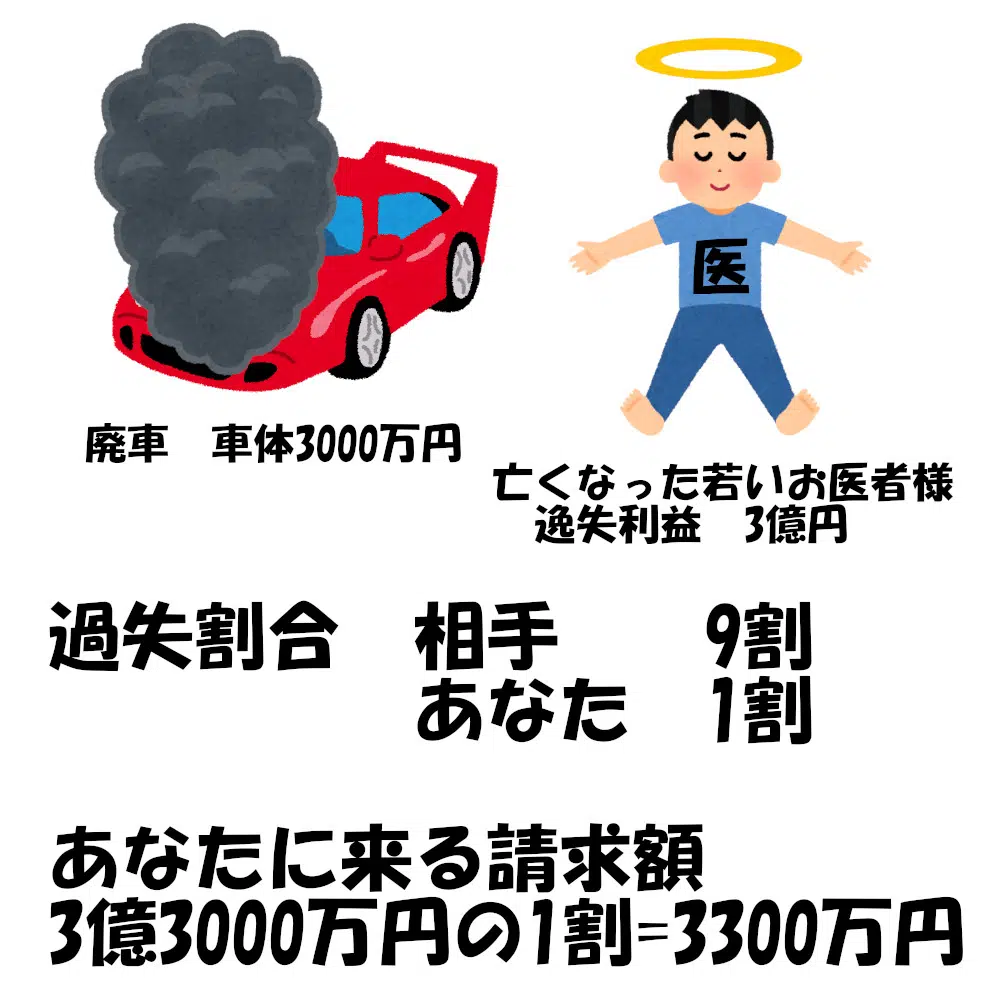 医
廃車　車体3000万円
亡くなった若いお医者様
逸失利益　3億円
過失割合　相手　9割
あなた　1割
あなたに来る請求額
3億3000万円の1割=3300万円